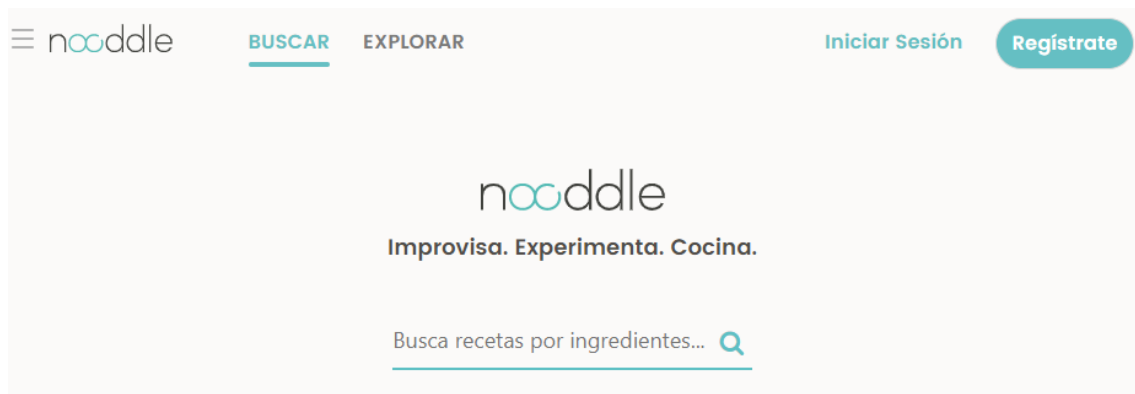 nooddle BUSCAR EXPLORAR Iniciar Sesión Regístrate
nooddle
Improvisa. Experimenta. Cocina.
Busca recetas por ingredientes...